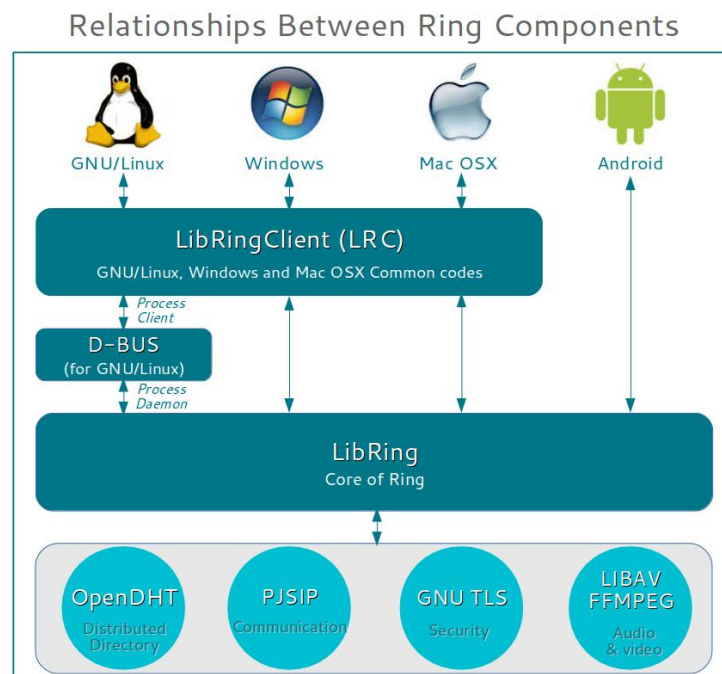 Relationships Between Ring Components
GNU/Linux
Windows
Mac OSX
Android
LibRingClient (LRC)
GNU/Linux, Windows and Mac OSX Common codes
Process
Client
D-BUS
(for GNU/Linux)
Process
Daemon
LibRing
Core of Ring
OpenDHT
Distributed
Directory
PJSIP
Communication
GNU TLS
Security
LIBAV
FFMPEG
Audio
& video